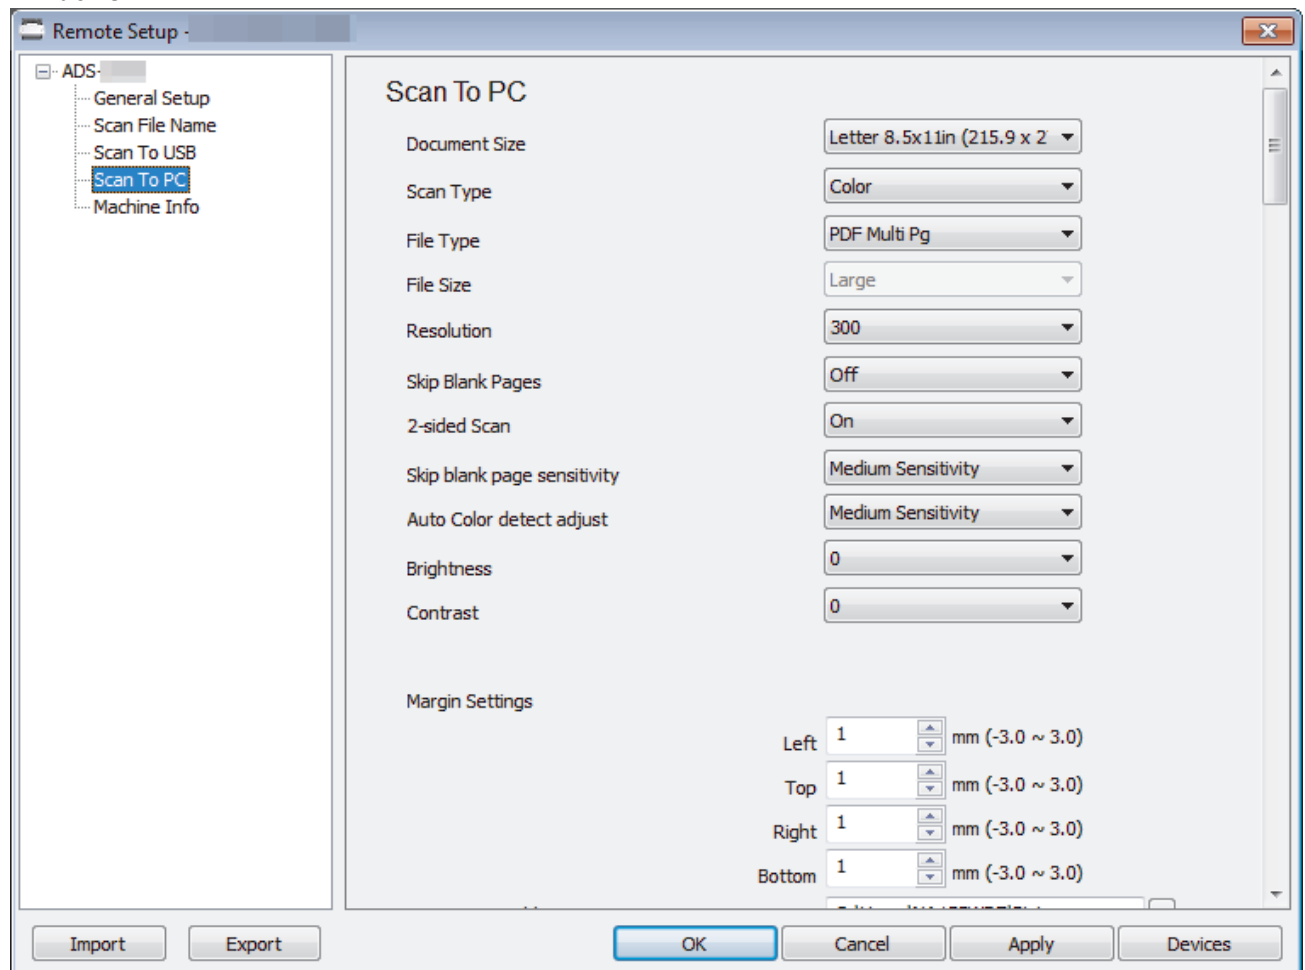 Remote Setup -
ADS-
General Setup
Scan File Name
Scan To USB
Scan To PC
Machine Info
Scan To PC
Document Size Letter 8.5x11in (215.9 x 2
Scan Type Color
File Type PDF Multi Pg
File Size Large
Resolution 300
Skip Blank Pages Off
2-sided Scan On
Skip blank page sensitivity Medium Sensitivity
Auto Color detect adjust Medium Sensitivity
Brightness 0
Contrast 0
Margin Settings
Left 1 mm (-3.0 ~ 3.0)
Top 1 mm (-3.0 ~ 3.0)
Right 1 mm (-3.0 ~ 3.0)
Bottom 1 mm (-3.0 ~ 3.0)
Import Export OK Cancel Apply Devices